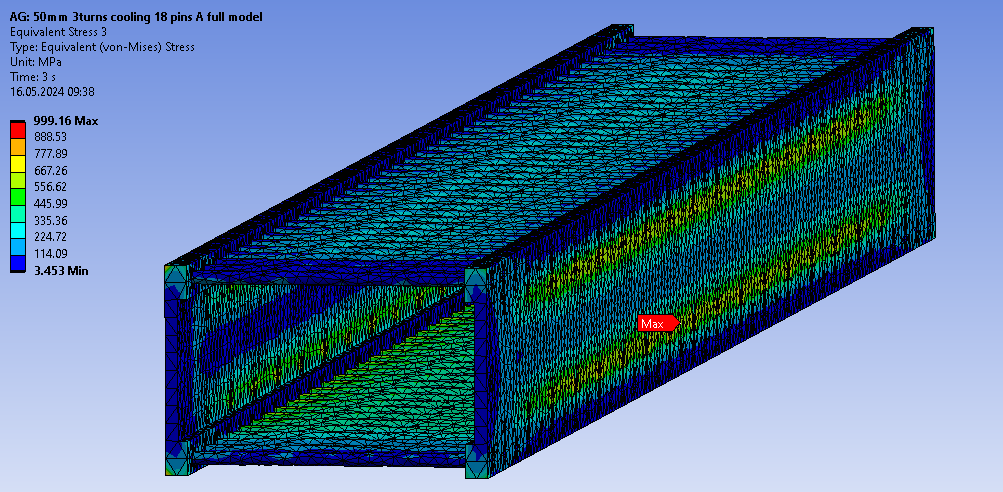 AG: 50mm 3turns cooling 18 pins A full model
Equivalent Stress 3
Type: Equivalent (von-Mises) Stress
Unit: MPa
Time: 3 s
16.05.2024 09:38
999.16 Max
888.53
777.89
667.26
556.62
445.99
335.36
224.72
114.09
3.453 Min
Max